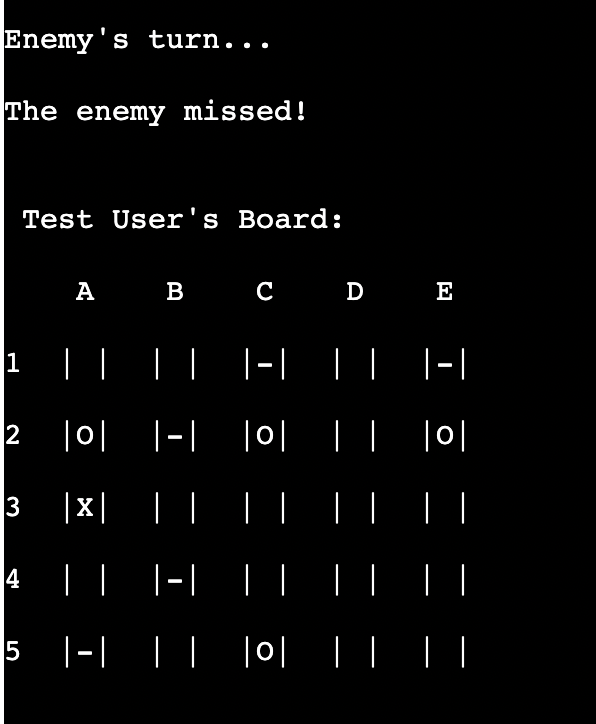 Enemy's turn...
The enemy missed!
Test User's Board:
A B C D E
1 | | | | |-| | | |-|
2 |O| |-| |O| | | |O|
3 |X| | | | | | | | |
4 | | |-| | | | | | |
5 |-| | | |O| | | | |